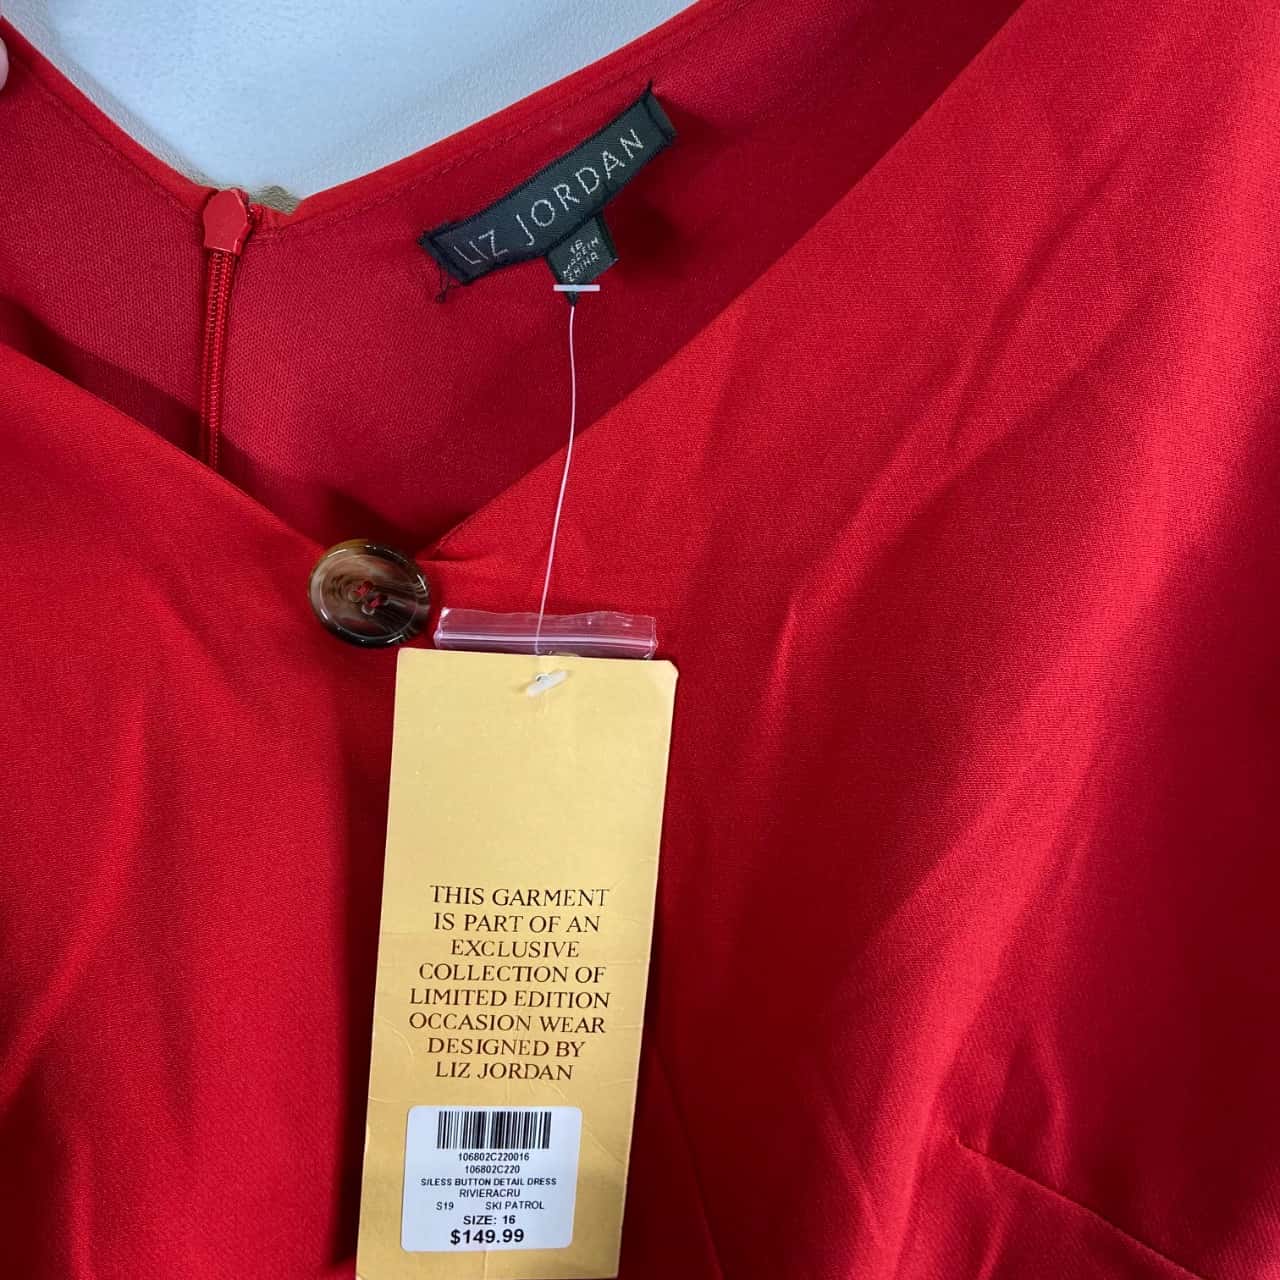 LIZ JORDAN
16
MADE IN
CHINA
THIS GARMENT
IS PART OF AN
EXCLUSIVE
COLLECTION OF
LIMITED EDITION
OCCASION WEAR
DESIGNED BY
LIZ JORDAN
106802C220016
106802C220
S/LESS BUTTON DETAIL DRESS
RIVIERACRU
S19 SKI PATROL
SIZE: 16
$149.99